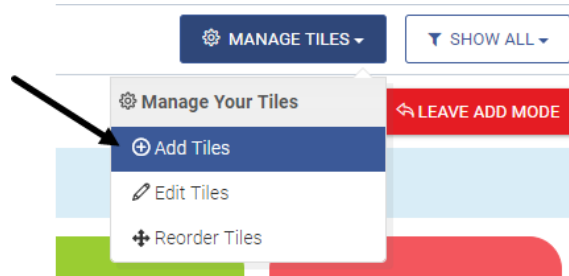 MANAGE TILES
SHOW ALL
Manage Your Tiles
LEAVE ADD MODE
Add Tiles
Edit Tiles
Reorder Tiles